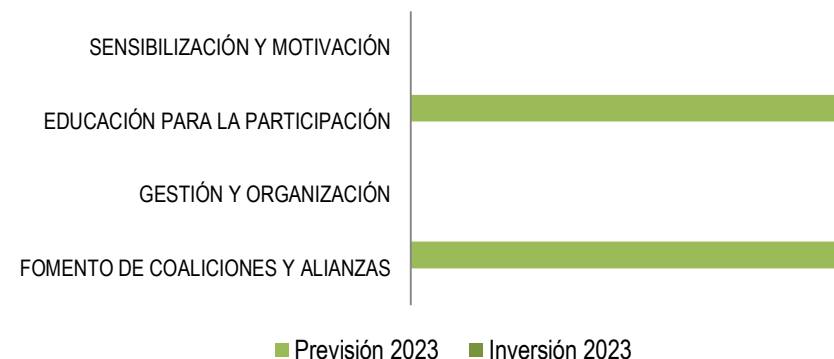 SENSIBILIZACIÓN Y MOTIVACIÓN
EDUCACIÓN PARA LA PARTICIPACIÓN
GESTIÓN Y ORGANIZACIÓN
FOMENTO DE COALICIONES Y ALIANZAS
Previsión 2023 Inversión 2023